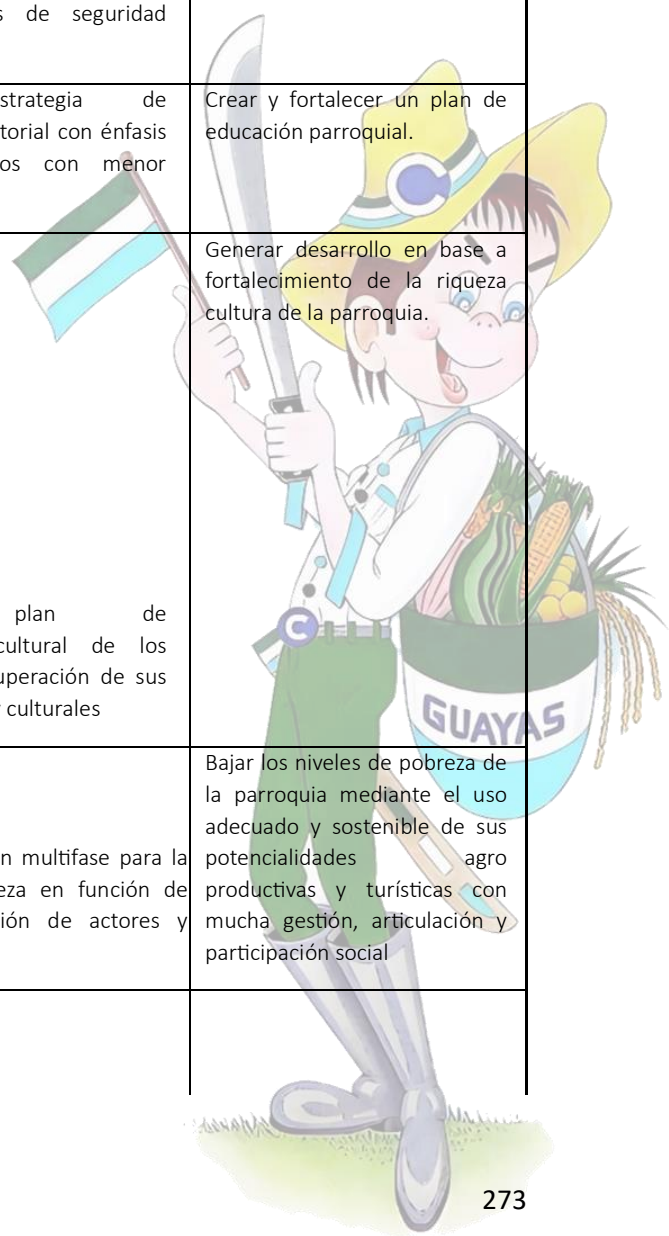 s de seguridad
strategia de
torial con énfasis
os con menor
Crear y fortalecer un plan de
educación parroquial.
plan de
cultural de los
uperación de sus
y culturales
Generar desarrollo en base a
fortalecimiento de la riqueza
cultura de la parroquia.
n multifase para la
eza en función de
ión de actores y
Bajar los niveles de pobreza de
la parroquia mediante el uso
adecuado y sostenible de sus
potencialidades agro
productivas y turísticas con
mucha gestión, articulación y
participación social
C
C
GUAYAS
273